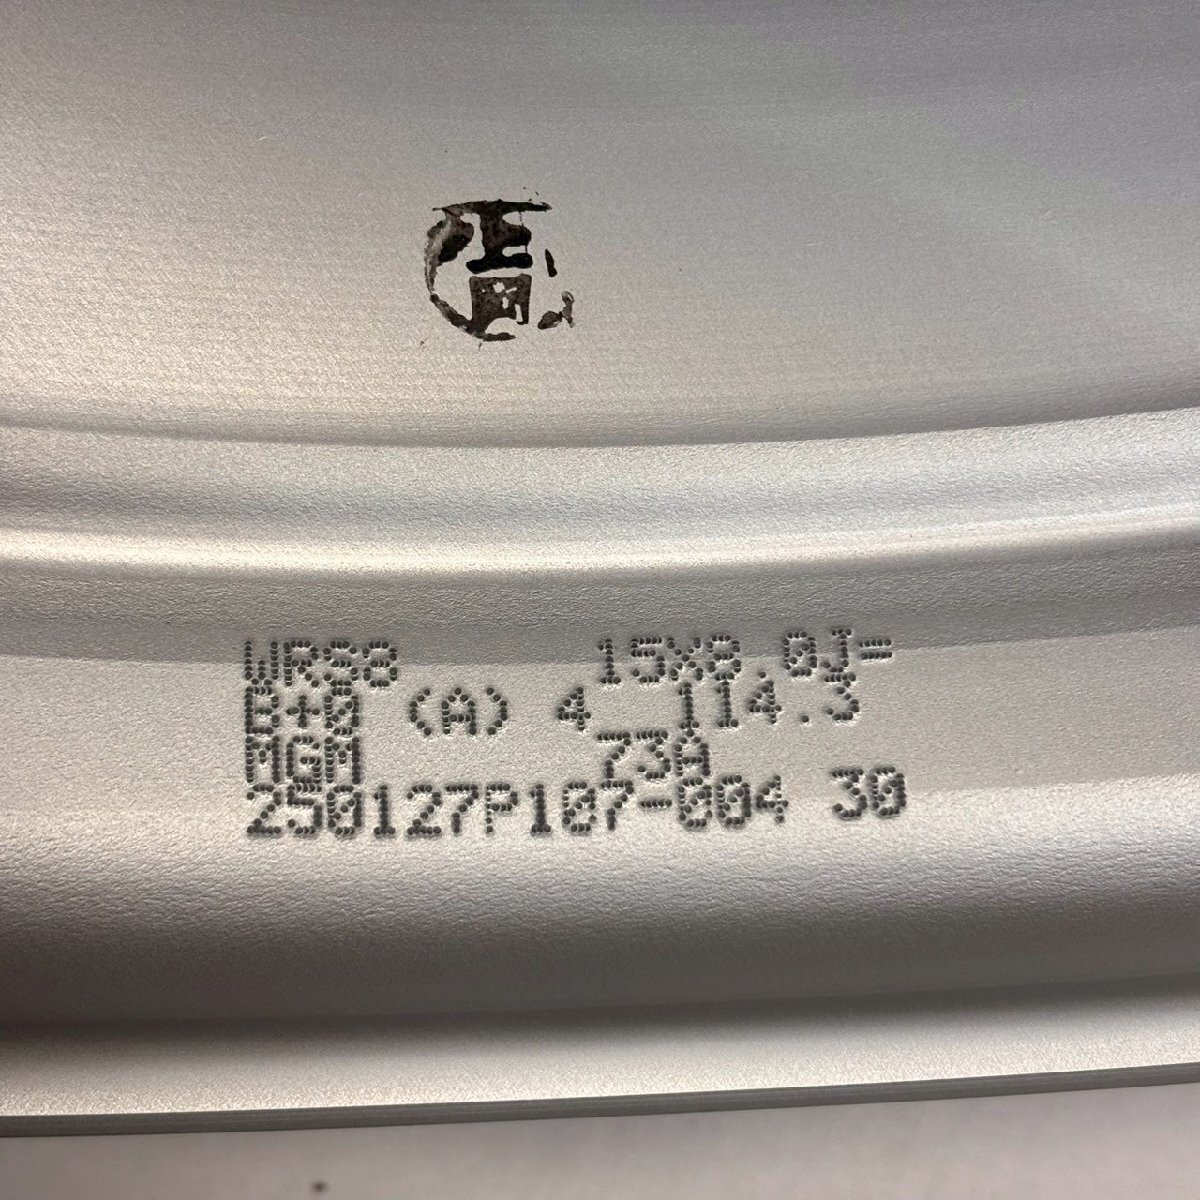 WRS8 15X8.0J=
B+0 (A) 4 114.3
MGM 73A
250127P107-004 30